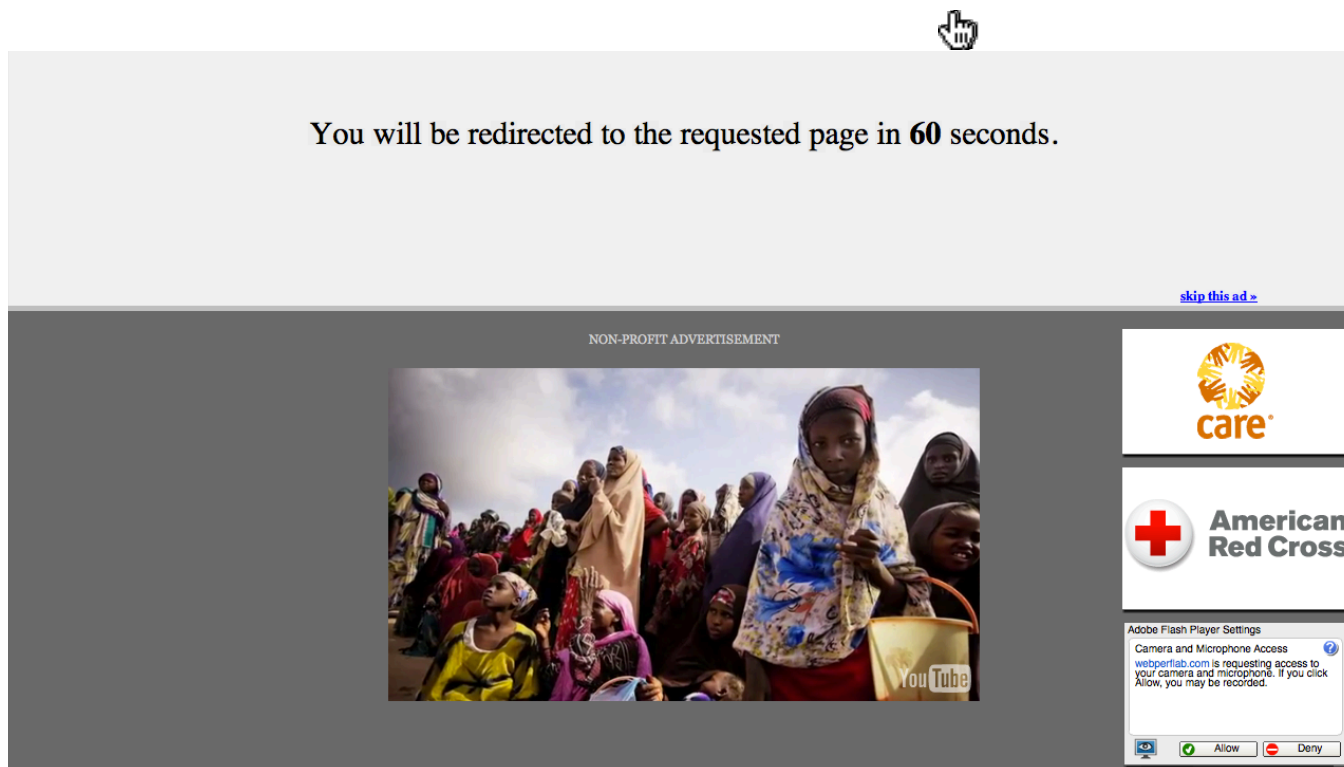 You will be redirected to the requested page in 60 seconds.
skip this ad »
NON-PROFIT ADVERTISEMENT
YouTube
care®
American
Red Cross
Adobe Flash Player Settings
Camera and Microphone Access
webperflab.com is requesting access to
your camera and microphone. If you click
Allow, you may be recorded.
Allow
Deny